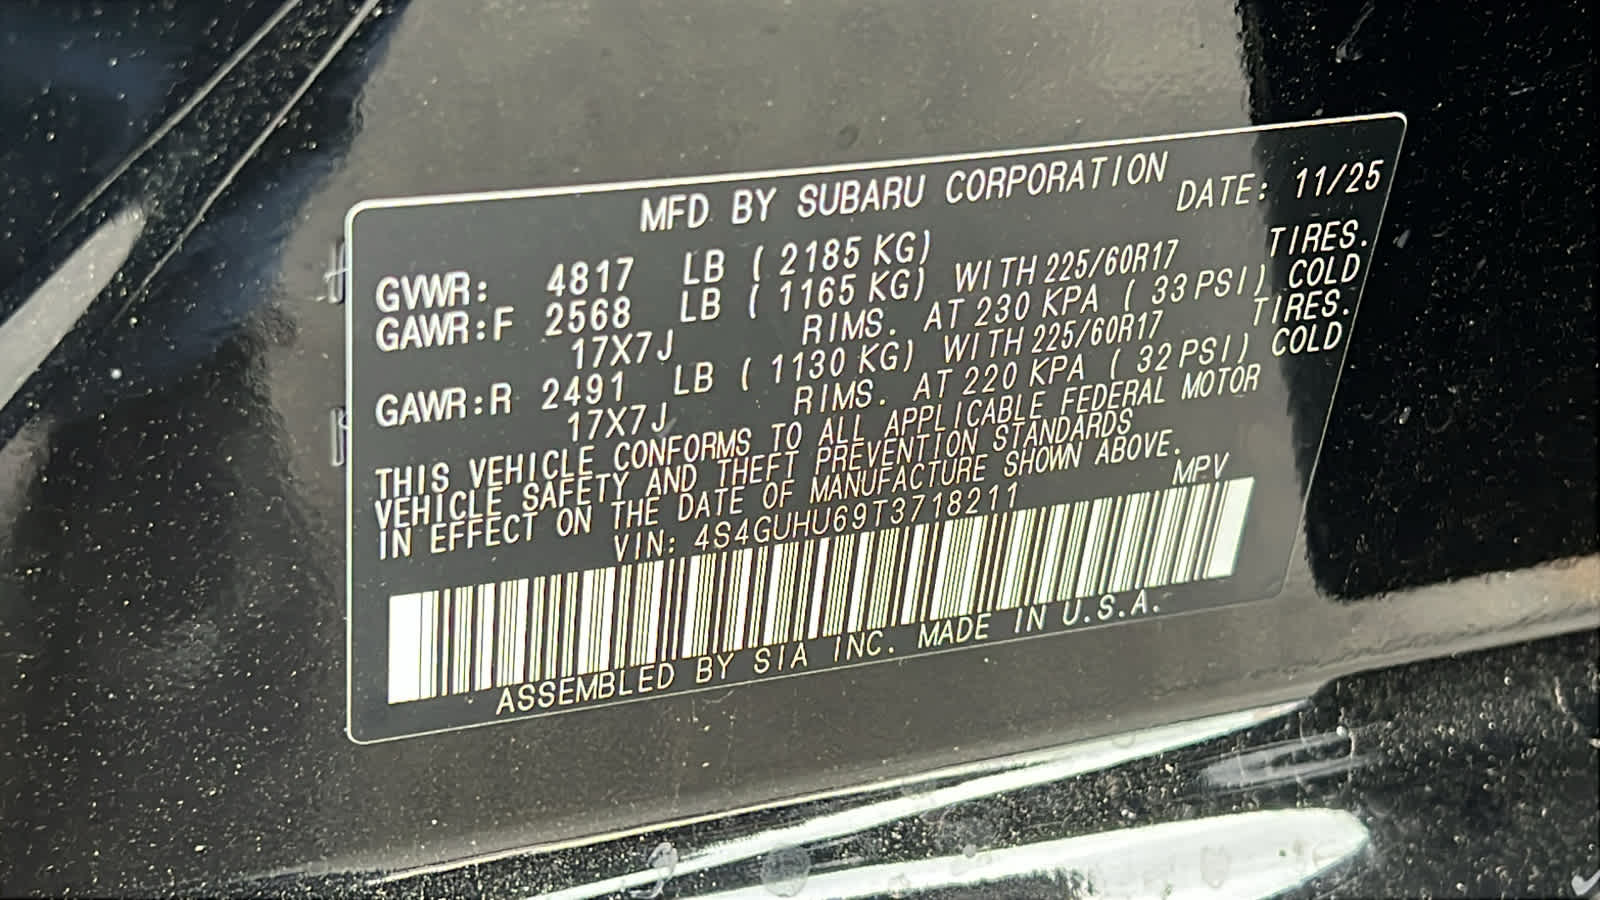 MFD BY SUBARU CORPORATION
DATE: 11/25
GVWR: 4817 LB ( 2185 KG)
GAWR:F 2568 LB ( 1165 KG) WITH 225/60R17 TIRES.
17X7J RIMS. AT 230 KPA ( 33 PSI) COLD
GAWR:R 2491 LB ( 1130 KG) WITH 225/60R17 TIRES.
17X7J RIMS. AT 220 KPA ( 32 PSI) COLD
THIS VEHICLE CONFORMS TO ALL APPLICABLE FEDERAL MOTOR
VEHICLE SAFETY AND THEFT PREVENTION STANDARDS
IN EFFECT ON THE DATE OF MANUFACTURE SHOWN ABOVE.
VIN: 4S4GUHU69T3718211 MPV
ASSEMBLED BY SIA INC. MADE IN U.S.A.